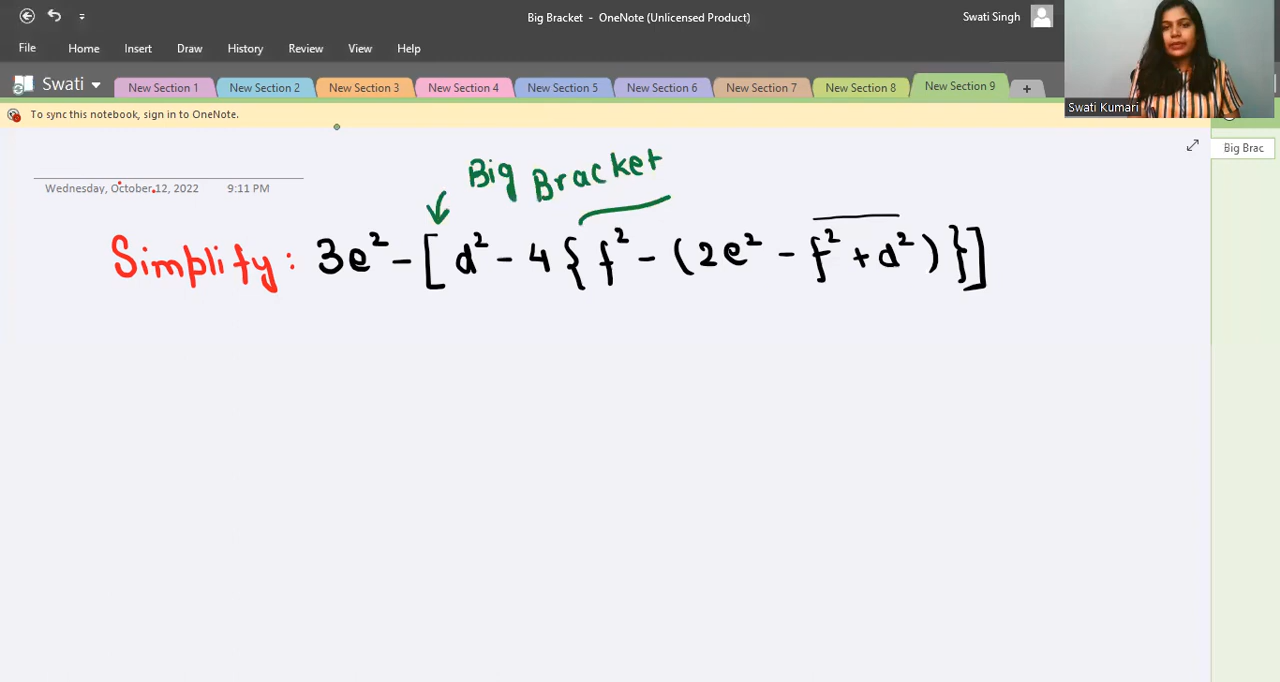 Big Bracket - OneNote (Unlicensed Product)
Swati Singh
File Home Insert Draw History Review View Help
Swati
New Section 1 New Section 2 New Section 3 New Section 4 New Section 5 New Section 6 New Section 7 New Section 8 New Section 9 +
Swati Kumari
To sync this notebook, sign in to OneNote.
Big Brac
Big Bracket
Wednesday, October 12, 2022 9:11 PM
Simplify: 3e² - [d² - 4{f² - (2e² - f̅²̅ ̅+̅ ̅d̅²)}]